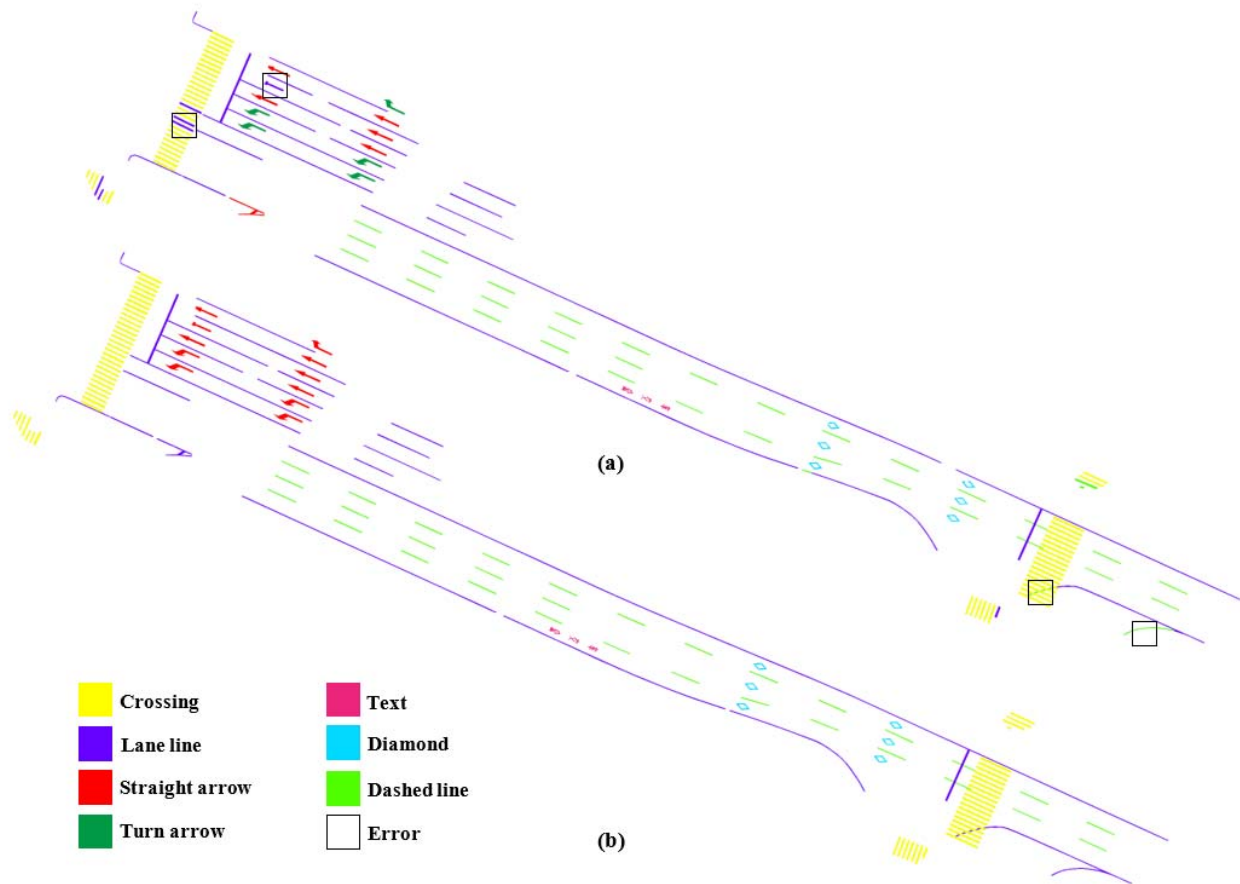 (a)
Crossing
Text
Lane line
Diamond
Straight arrow
Dashed line
Turn arrow
Error
(b)